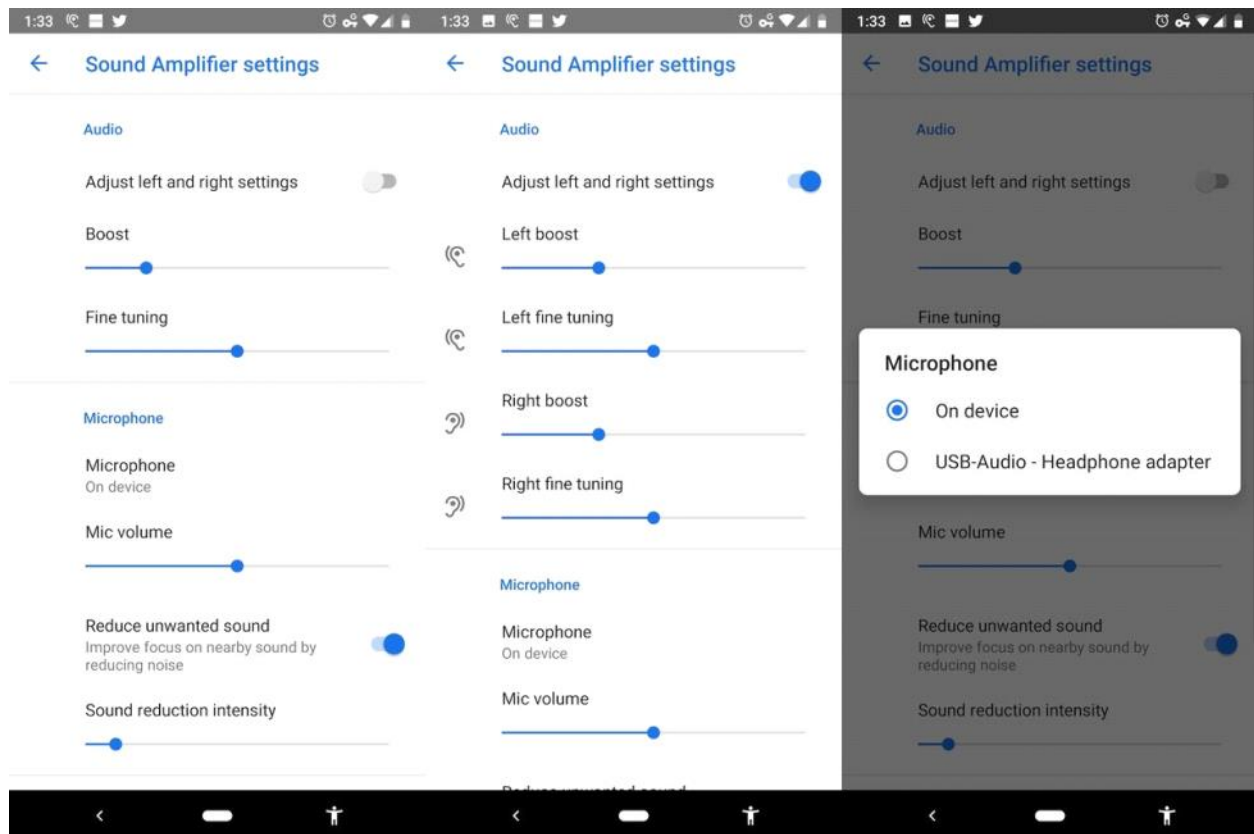 1:33
Sound Amplifier settings
Audio
Adjust left and right settings
Boost
Fine tuning
Microphone
Microphone
On device
Mic volume
Reduce unwanted sound
Improve focus on nearby sound by
reducing noise
Sound reduction intensity
1:33
Sound Amplifier settings
Audio
Adjust left and right settings
Left boost
Left fine tuning
Right boost
Right fine tuning
Microphone
Microphone
On device
Mic volume
Reduce unwanted sound
1:33
Sound Amplifier settings
Audio
Adjust left and right settings
Boost
Fine tuning
Microphone
On device
USB-Audio - Headphone adapter
Mic volume
Reduce unwanted sound
Improve focus on nearby sound by
reducing noise
Sound reduction intensity